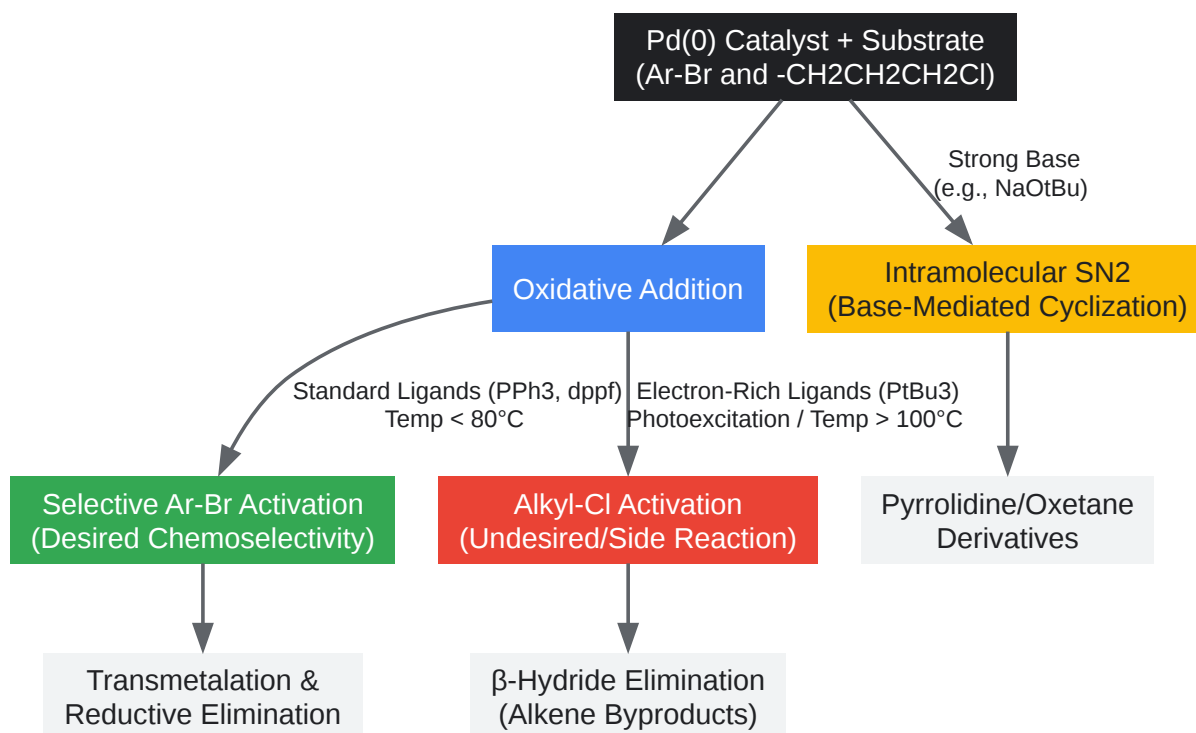 Pd(0) Catalyst + Substrate
(Ar-Br and -CH2CH2CH2Cl)
Strong Base
(e.g., NaOtBu)
Oxidative Addition
Intramolecular SN2
(Base-Mediated Cyclization)
Standard Ligands (PPh3, dppf)
Temp < 80°C
Electron-Rich Ligands (PtBu3)
Photoexcitation / Temp > 100°C
Selective Ar-Br Activation
(Desired Chemoselectivity)
Alkyl-Cl Activation
(Undesired/Side Reaction)
Pyrrolidine/Oxetane
Derivatives
Transmetalation &
Reductive Elimination
β-Hydride Elimination
(Alkene Byproducts)